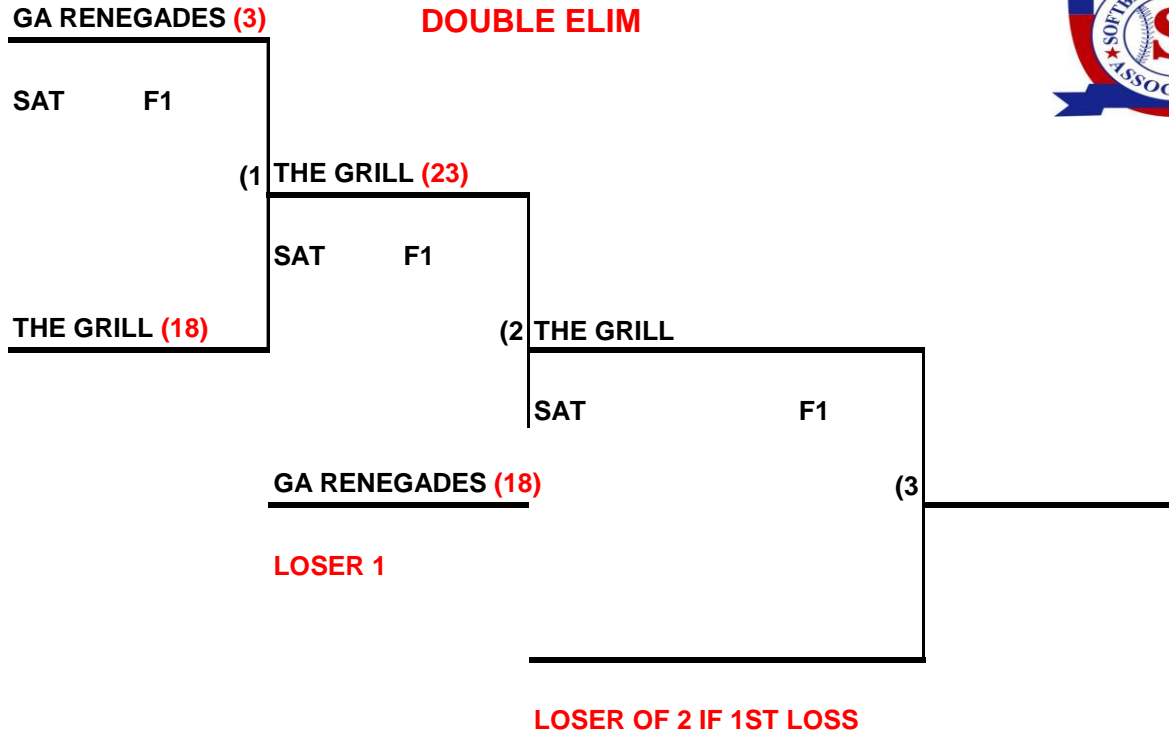 GA RENEGADES (3)
DOUBLE ELIM
SAT F1
(1 THE GRILL (23)
SAT F1
THE GRILL (18)
(2 THE GRILL
SAT F1
GA RENEGADES (18)
(3
LOSER 1
LOSER OF 2 IF 1ST LOSS